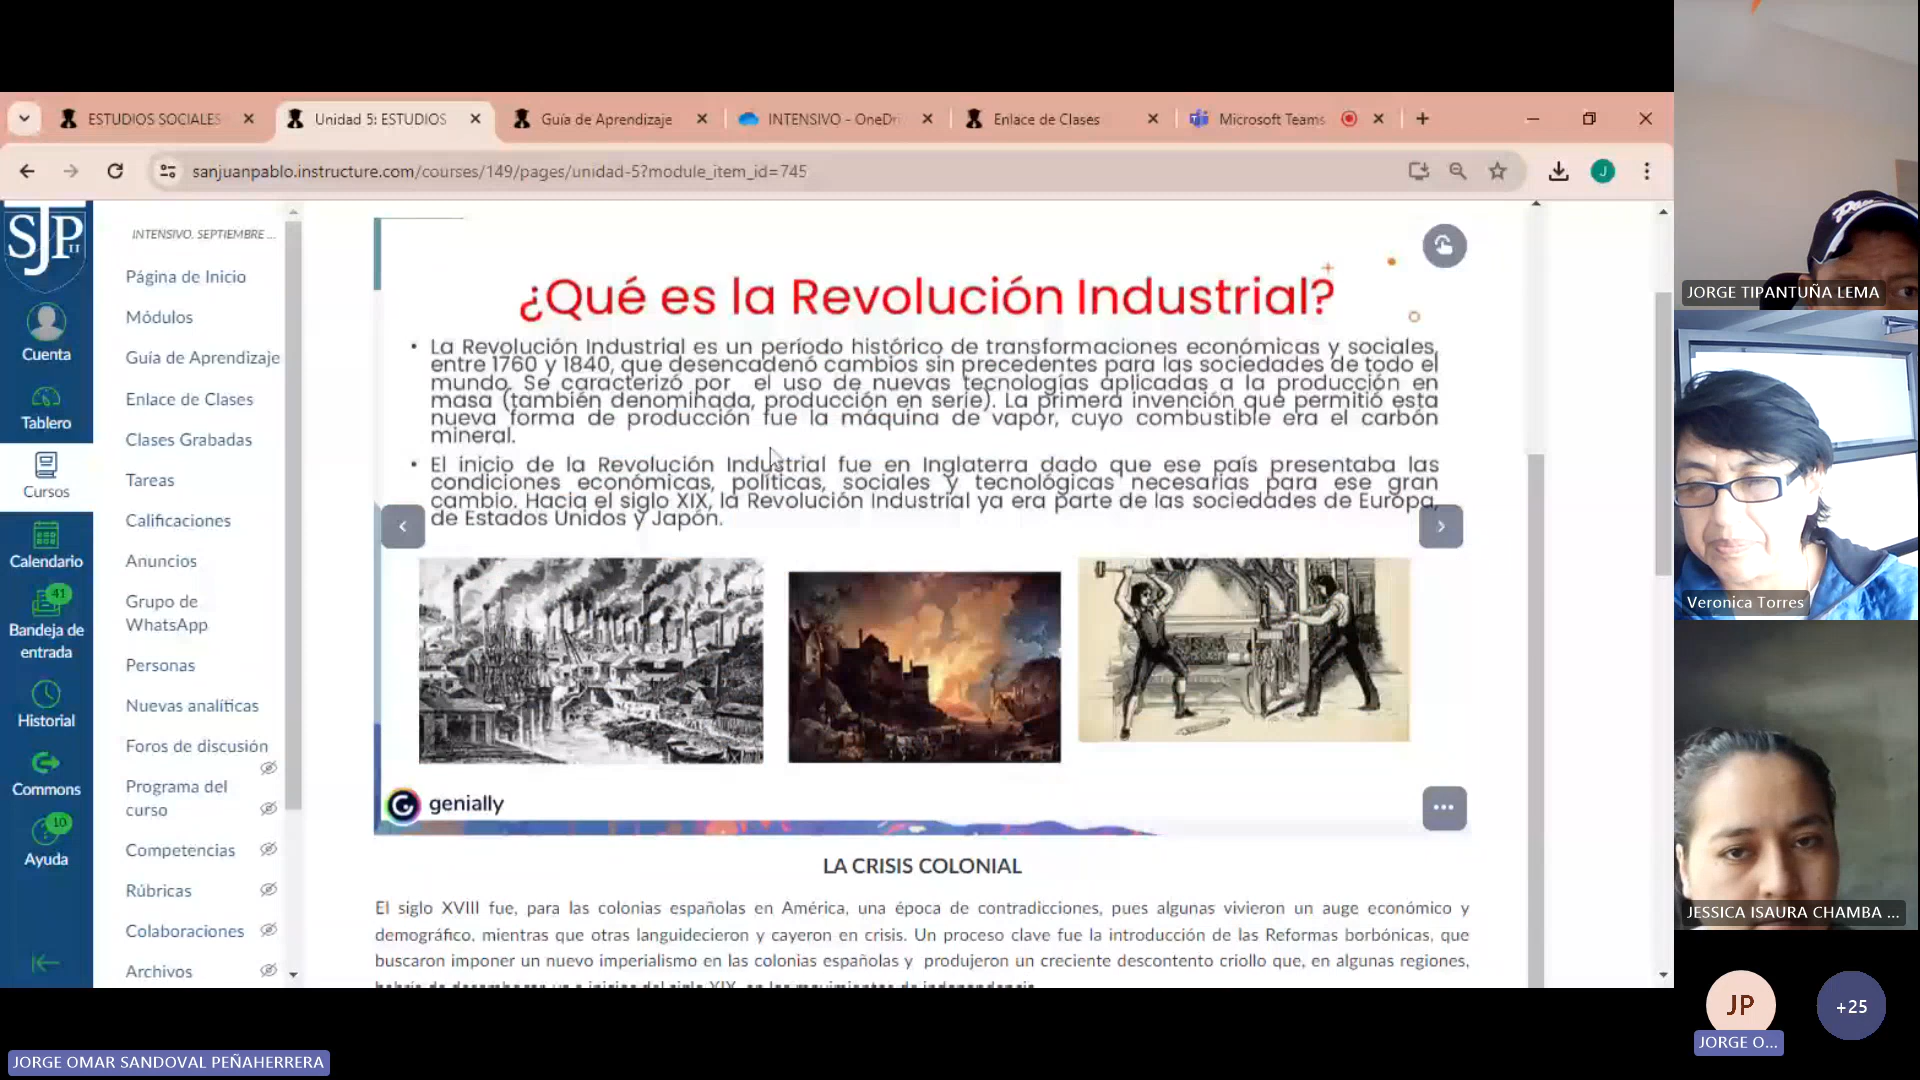 ESTUDIOS SOCIALES
Unidad 5: ESTUDIOS
Guía de Aprendizaje
INTENSIVO - OneDri
Enlace de Clases
Microsoft Teams
sanjuanpablo.instructure.com/courses/149/pages/unidad-5?module_item_id=745
J
SJP II
Cuenta
Tablero
Cursos
Calendario
41
Bandeja de
entrada
Historial
Commons
10
Ayuda
INTENSIVO. SEPTIEMBRE ...
Página de Inicio
Módulos
Guía de Aprendizaje
Enlace de Clases
Clases Grabadas
Tareas
Calificaciones
Anuncios
Grupo de
WhatsApp
Personas
Nuevas analíticas
Foros de discusión
Programa del
curso
Competencias
Rúbricas
Colaboraciones
Archivos
¿Qué es la Revolución Industrial?
• La Revolución Industrial es un período histórico de transformaciones económicas y sociales,
entre 1760 y 1840, que desencadenó cambios sin precedentes para las sociedades de todo el
mundo. Se caracterizó por el uso de nuevas tecnologías aplicadas a la producción en
masa (también denominada, producción en serie). La primera invención que permitió esta
nueva forma de producción fue la máquina de vapor, cuyo combustible era el carbón
mineral.
• El inicio de la Revolución Industrial fue en Inglaterra dado que ese país presentaba las
condiciones económicas, políticas, sociales y tecnológicas necesarias para ese gran
cambio. Hacia el siglo XIX, la Revolución Industrial ya era parte de las sociedades de Europa,
de Estados Unidos y Japón.
genially
LA CRISIS COLONIAL
El siglo XVIII fue, para las colonias españolas en América, una época de contradicciones, pues algunas vivieron un auge económico y
demográfico, mientras que otras languidecieron y cayeron en crisis. Un proceso clave fue la introducción de las Reformas borbónicas, que
buscaron imponer un nuevo imperialismo en las colonias españolas y produjeron un creciente descontento criollo que, en algunas regiones,
JORGE TIPANTUÑA LEMA
Veronica Torres
JESSICA ISAURA CHAMBA ...
JP
JORGE O...
+25
JORGE OMAR SANDOVAL PEÑAHERRERA